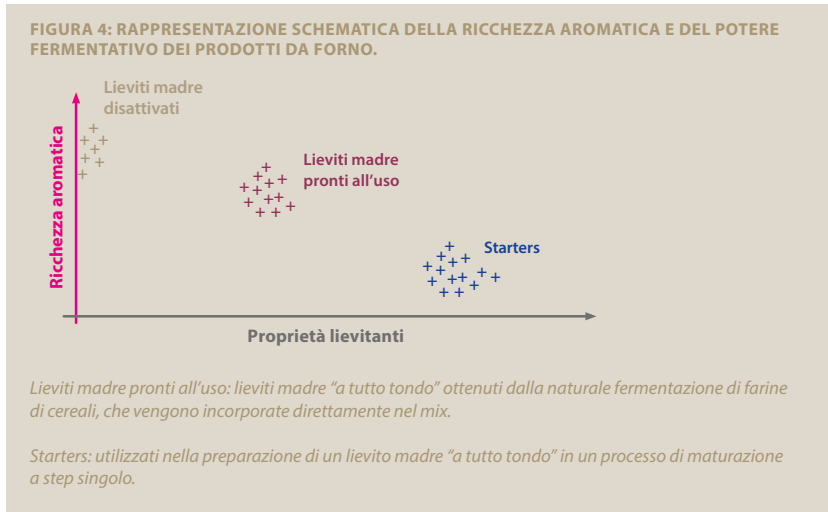 FIGURA 4: RAPPRESENTAZIONE SCHEMATICA DELLA RICCHEZZA AROMATICA E DEL POTERE
FERMENTATIVO DEI PRODOTTI DA FORNO.
Lieviti madre
disattivati
Ricchezza aromatica
Lieviti madre
pronti all’uso
Starters
Proprietà lievitanti
Lieviti madre pronti all’uso: lieviti madre “a tutto tondo” ottenuti dalla naturale fermentazione di farine
di cereali, che vengono incorporate direttamente nel mix.
Starters: utilizzati nella preparazione di un lievito madre “a tutto tondo” in un processo di maturazione
a step singolo.